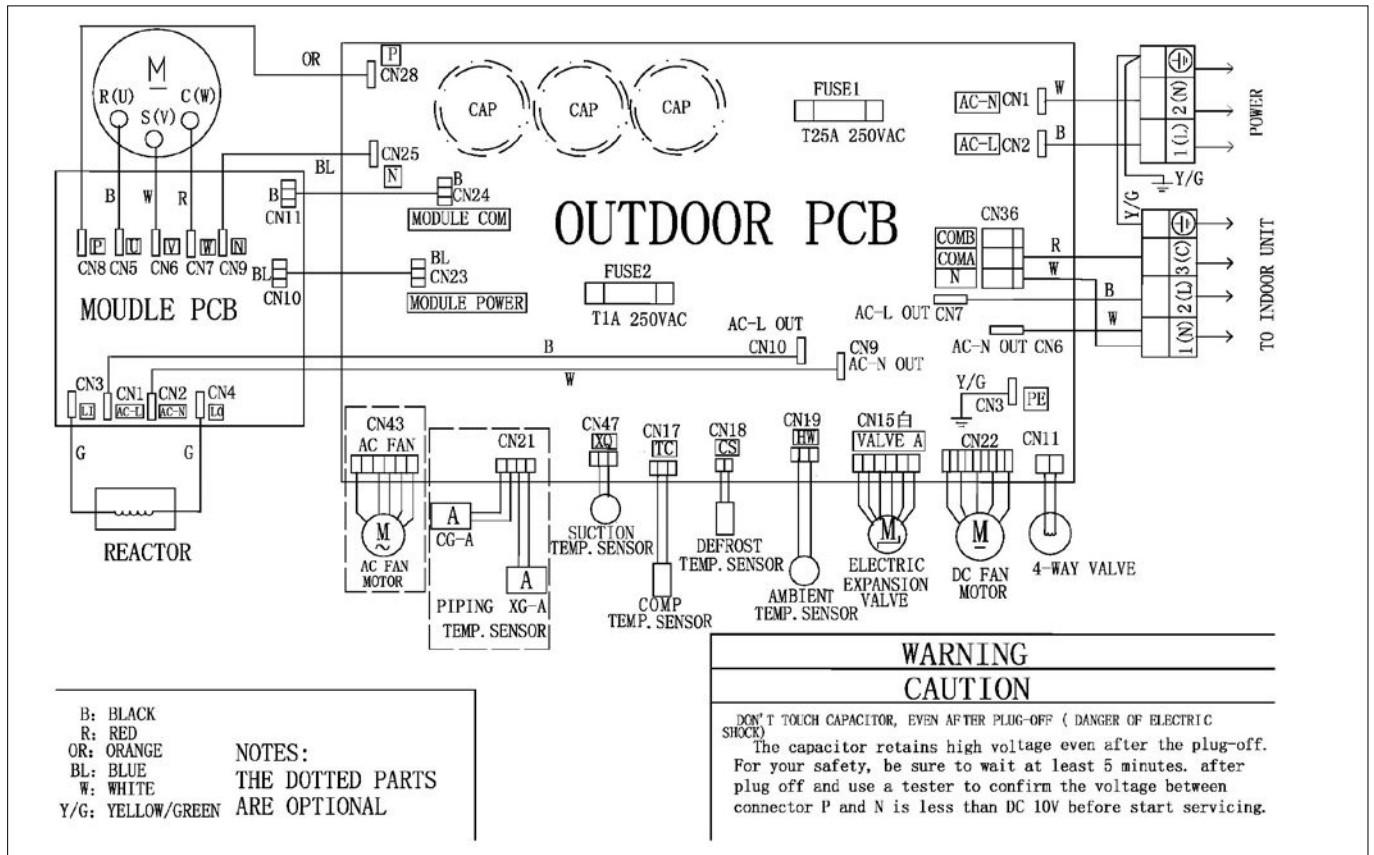 M
R(U)
C(W)
S(V)
OR
P
CN28
CAP
CAP
CAP
FUSE1
T25A 250VAC
AC-N CN1
W
AC-L CN2
B
2(N)
1(L)
POWER
Y/G
Y/G
CN25
N
BL
B
W
R
B
CN11
B
CN24
MODULE COM
OUTDOOR PCB
CN36
COMB
COMA
N
R
W
3(C)
2(L)
1(N)
TO INDOOR UNIT
P
U
V
W
N
CN8
CN5
CN6
CN7
CN9
BL
CN10
BL
CN23
MODULE POWER
FUSE2
T1A 250VAC
MOUDLE PCB
AC-L OUT CN7
B
AC-N OUT CN6
W
AC-L OUT
CN10
B
CN9
AC-N OUT
W
CN3
LI
CN1
AC-L
CN2
AC-N
CN4
LO
Y/G
CN3
PE
G
G
REACTOR
CN43
AC FAN
M
~
AC FAN
MOTOR
CN21
A
CG-A
A
PIPING XG-A
TEMP. SENSOR
CN47
XQ
SUCTION
TEMP. SENSOR
CN17
TC
COMP
TEMP. SENSOR
CN18
CS
DEFROST
TEMP. SENSOR
CN19
HW
AMBIENT
TEMP. SENSOR
CN15白
VALVE A
M
ELECTRIC
EXPANSION
VALVE
CN22
M
DC FAN
MOTOR
CN11
4-WAY VALVE
B: BLACK
R: RED
OR: ORANGE
BL: BLUE
W: WHITE
Y/G: YELLOW/GREEN
NOTES:
THE DOTTED PARTS
ARE OPTIONAL
WARNING
CAUTION
DON'T TOUCH CAPACITOR, EVEN AFTER PLUG-OFF ( DANGER OF ELECTRIC
SHOCK)
The capacitor retains high voltage even after the plug-off.
For your safety, be sure to wait at least 5 minutes. after
plug off and use a tester to confirm the voltage between
connector P and N is less than DC 10V before start servicing.